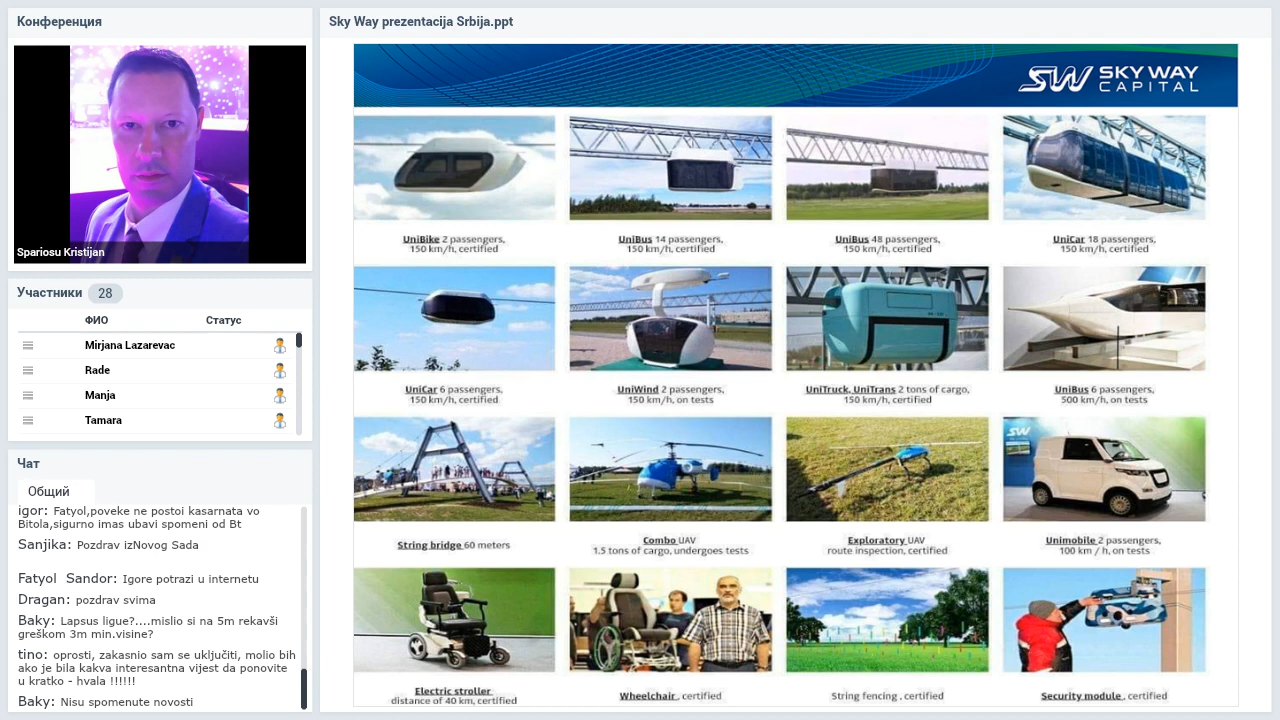 Конференция
Spariosu Kristijan
Участники 28
ФИО Статус
Mirjana Lazarevac
Rade
Manja
Tamara
Чат
Общий
igor: Fatyol,poveke ne postoi kasarnata vo
Bitola,sigurno imas ubavi spomeni od Bt
Sanjika: Pozdrav izNovog Sada
Fatyol Sandor: Igore potrazi u internetu
Dragan: pozdrav svima
Baky: Lapsus ligue?....mislio si na 5m rekavši
greškom 3m min.visine?
tino: oprosti, zakasnio sam se uključiti, molio bih
ako je bila kakva interesantna vijest da ponovite
u kratko - hvala !!!!!!
Baky: Nisu spomenute novosti
Sky Way prezentacija Srbija.ppt
SW SKY WAY
CAPITAL
UniBike 2 passengers,
150 km/h, certified
UniBus 14 passengers,
150 km/h, certified
UniBus 48 passengers,
150 km/h, certified
UniCar 18 passengers,
150 km/h, certified
UniCar 6 passengers,
150 km/h, certified
UniWind 2 passengers,
150 km/h, on tests
UniTruck, UniTrans 2 tons of cargo,
150 km/h, certified
UniBus 6 passengers,
500 km/h, on tests
String bridge 60 meters
Combo UAV
1.5 tons of cargo, undergoes tests
Exploratory UAV
route inspection, certified
SW
Unimobile 2 passengers,
100 km / h, on tests
Electric stroller
distance of 40 km, certified
Wheelchair , certified
String fencing , certified
Security module , certified